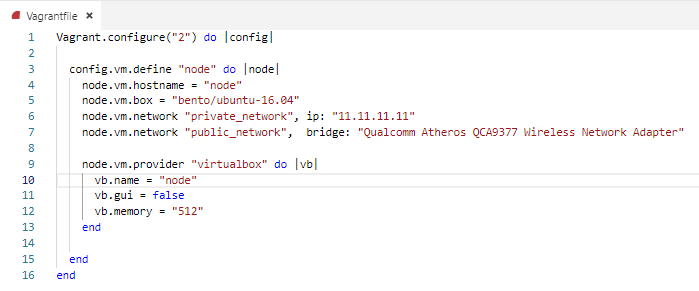 Vagrantfile ×
1 Vagrant.configure("2") do |config|
2
3 config.vm.define "node" do |node|
4 node.vm.hostname = "node"
5 node.vm.box = "bento/ubuntu-16.04"
6 node.vm.network "private_network", ip: "11.11.11.11"
7 node.vm.network "public_network", bridge: "Qualcomm Atheros QCA9377 Wireless Network Adapter"
8
9 node.vm.provider "virtualbox" do |vb|
10 vb.name = "node"
11 vb.gui = false
12 vb.memory = "512"
13 end
14
15 end
16 end